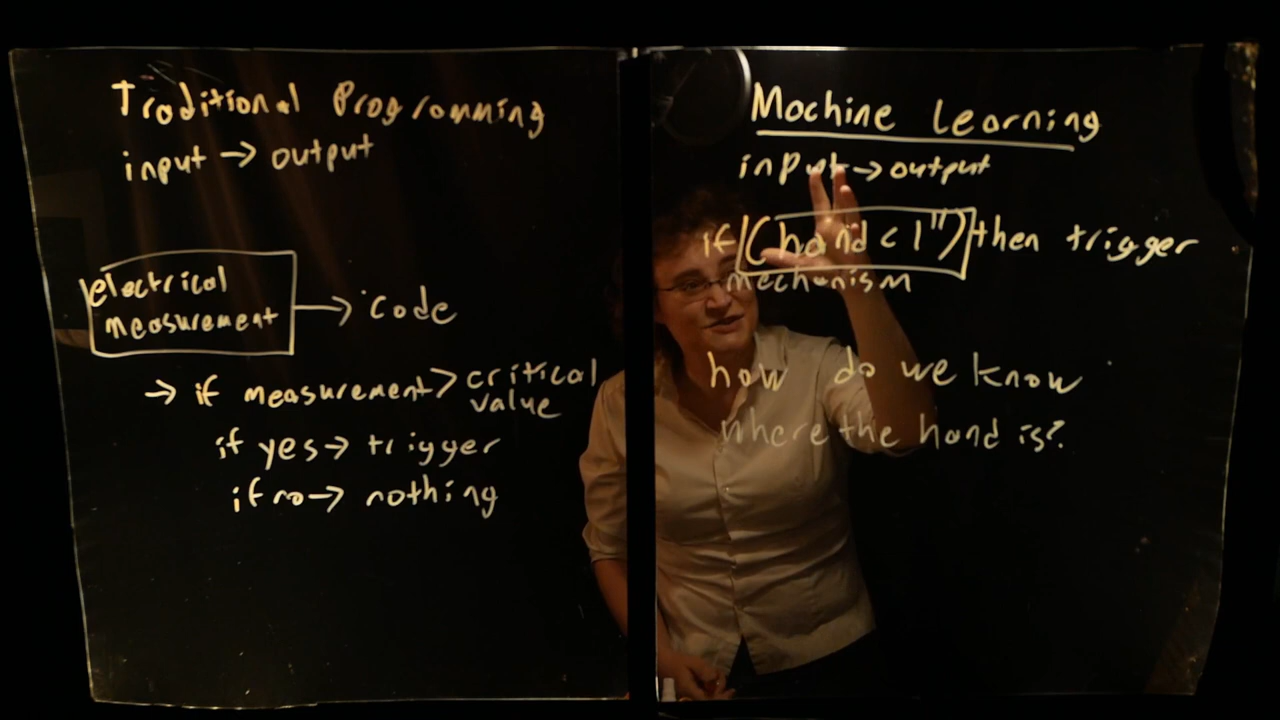 Traditional Programming
input → output
electrical
measurement → code
→ if measurement > critical
value
if yes → trigger
if no → nothing
Machine Learning
input → output
if (hand < 1") then trigger
mechanism
how do we know
where the hand is?